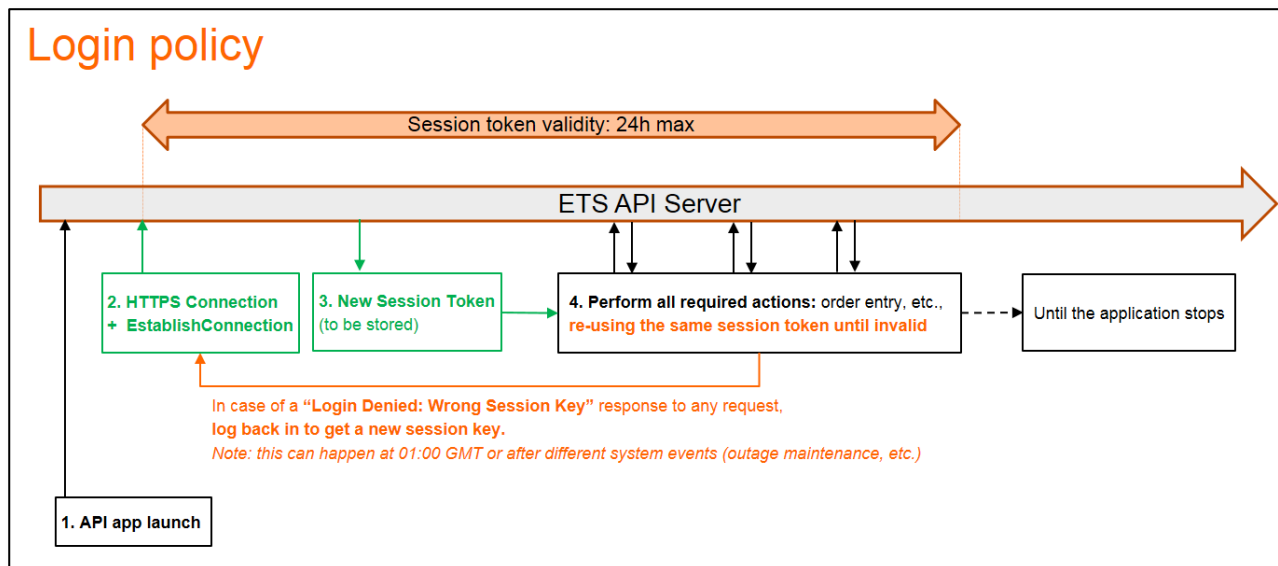 Login policy
Session token validity: 24h max
ETS API Server
2. HTTPS Connection
+ EstablishConnection
3. New Session Token
(to be stored)
4. Perform all required actions: order entry, etc.,
re-using the same session token until invalid
Until the application stops
In case of a “Login Denied: Wrong Session Key” response to any request,
log back in to get a new session key.
Note: this can happen at 01:00 GMT or after different system events (outage maintenance, etc.)
1. API app launch